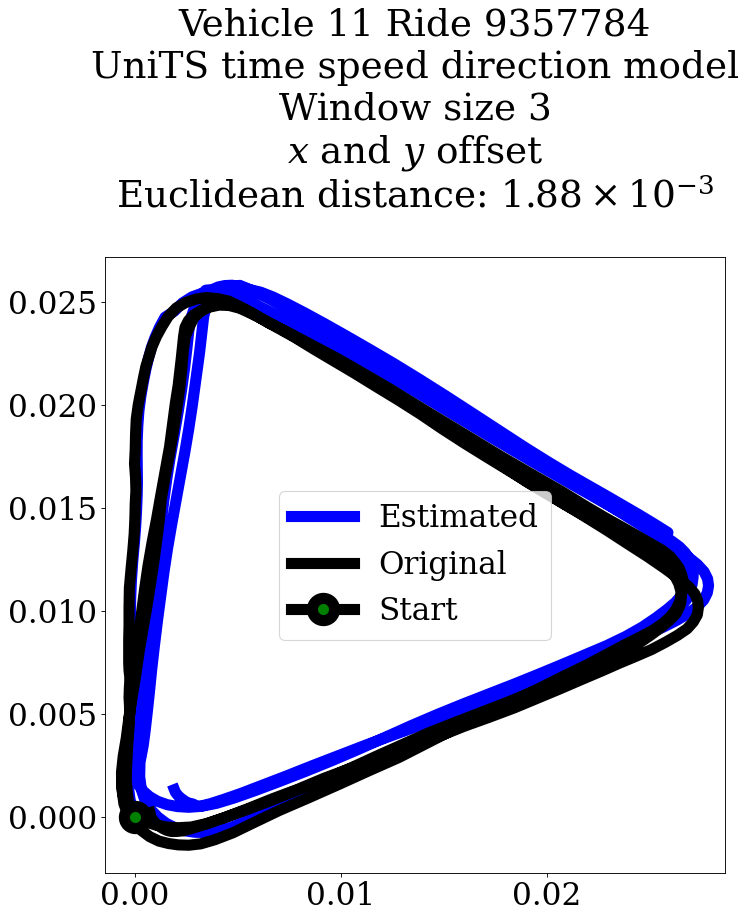 Vehicle 11 Ride 9357784
UniTS time speed direction model
Window size 3
x and y offset
Euclidean distance: 1.88 × 10⁻³
0.025
0.020
0.015
0.010
0.005
0.000
Estimated
Original
Start
0.00 0.01 0.02